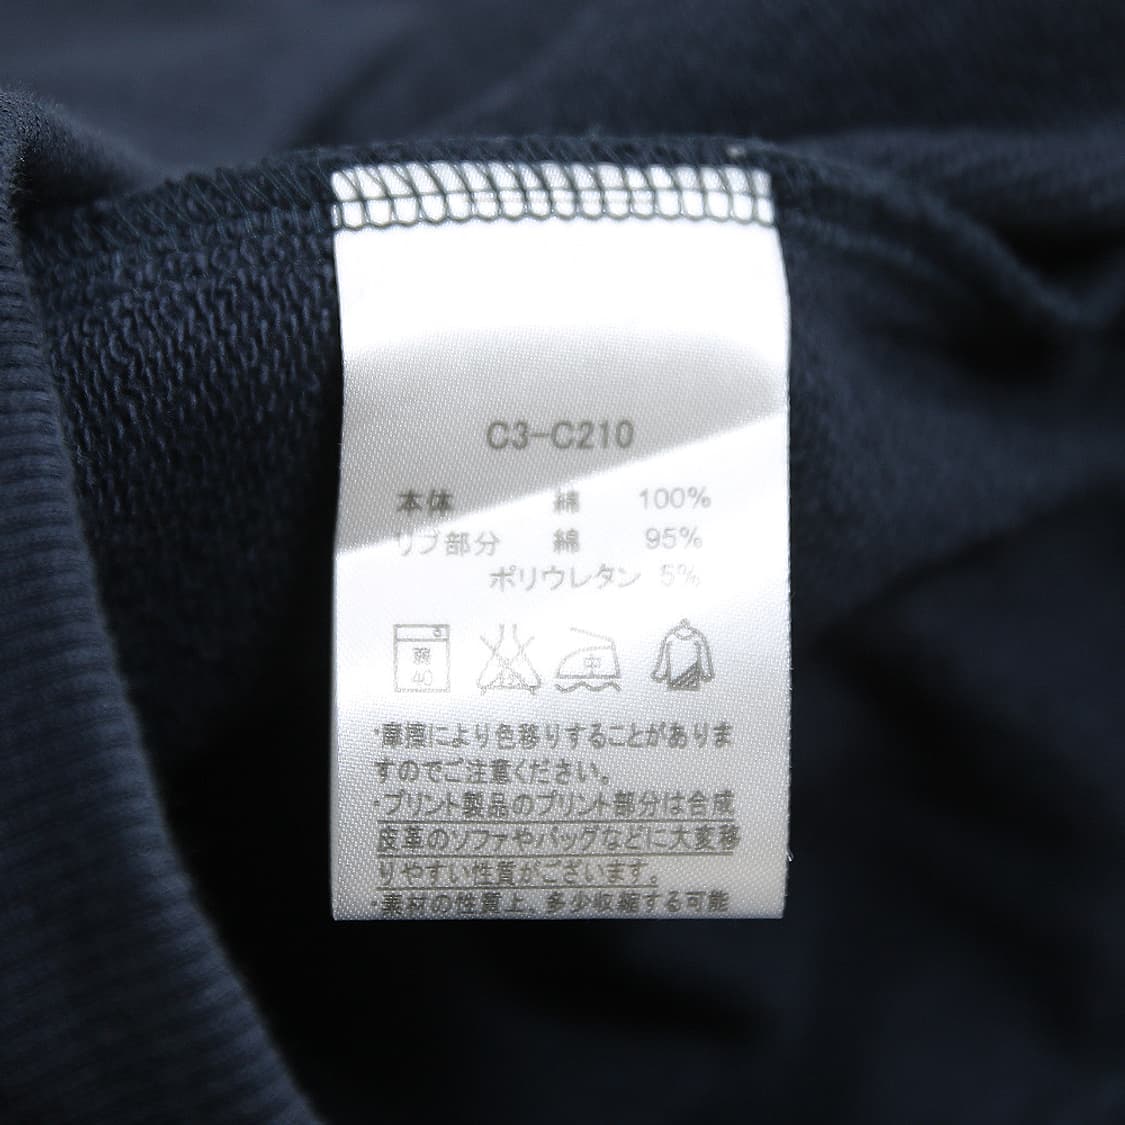 C3-C210
本体 綿 100%
リブ部分 綿 95%
ポリウレタン 5%
弱 中
40
・摩擦により色移りすることがありま
すのでご注意ください。
・プリント製品のプリント部分は合成
皮革のソファやバッグなどに大変移
りやすい性質がございます。
・素材の性質上、多少収縮する可能